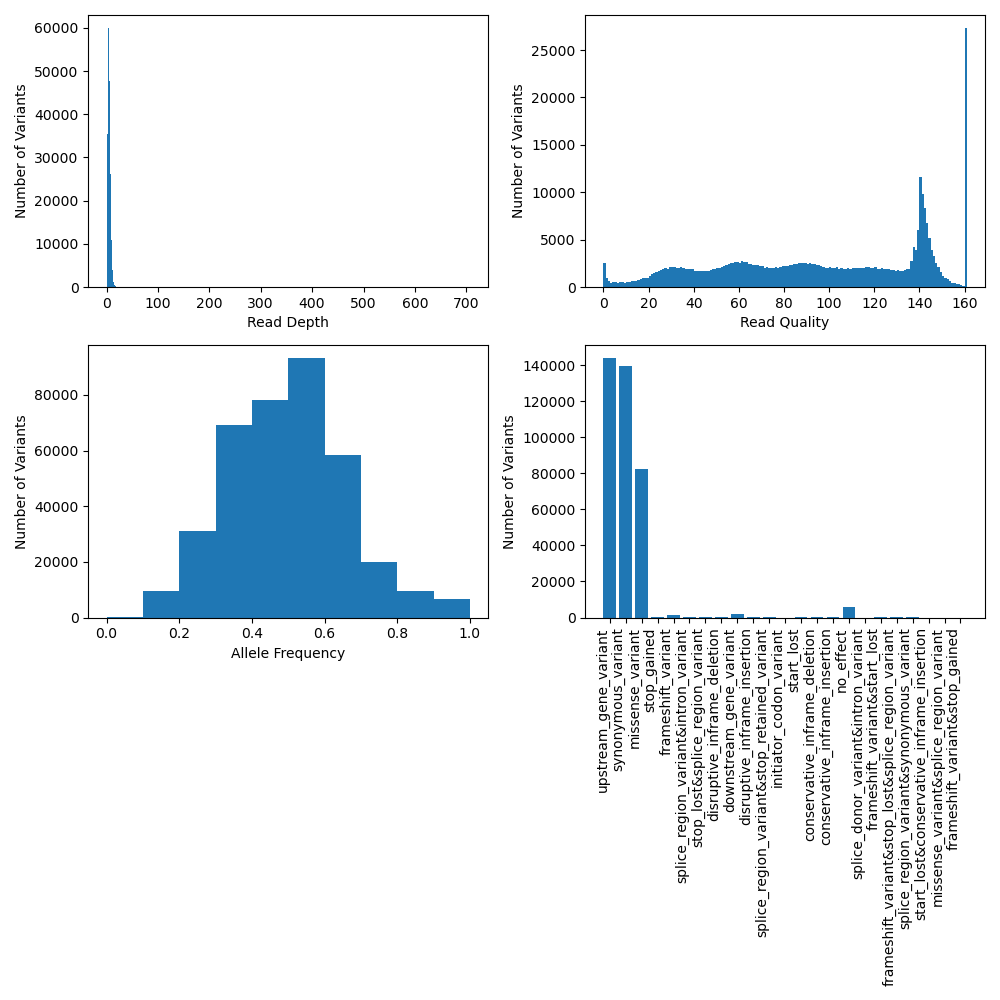 60000
50000
40000
30000
20000
10000
0
Number of Variants
0 100 200 300 400 500 600 700
Read Depth
25000
20000
15000
10000
5000
0
Number of Variants
0 20 40 60 80 100 120 140 160
Read Quality
80000
60000
40000
20000
0
Number of Variants
0.0 0.2 0.4 0.6 0.8 1.0
Allele Frequency
140000
120000
100000
80000
60000
40000
20000
0
Number of Variants
upstream_gene_variant
synonymous_variant
missense_variant
stop_gained
frameshift_variant
splice_region_variant&intron_variant
stop_lost&splice_region_variant
disruptive_inframe_deletion
downstream_gene_variant
disruptive_inframe_insertion
splice_region_variant&stop_retained_variant
initiator_codon_variant
start_lost
conservative_inframe_deletion
conservative_inframe_insertion
no_effect
splice_donor_variant&intron_variant
frameshift_variant&start_lost
frameshift_variant&stop_lost&splice_region_variant
splice_region_variant&synonymous_variant
start_lost&conservative_inframe_insertion
missense_variant&splice_region_variant
frameshift_variant&stop_gained